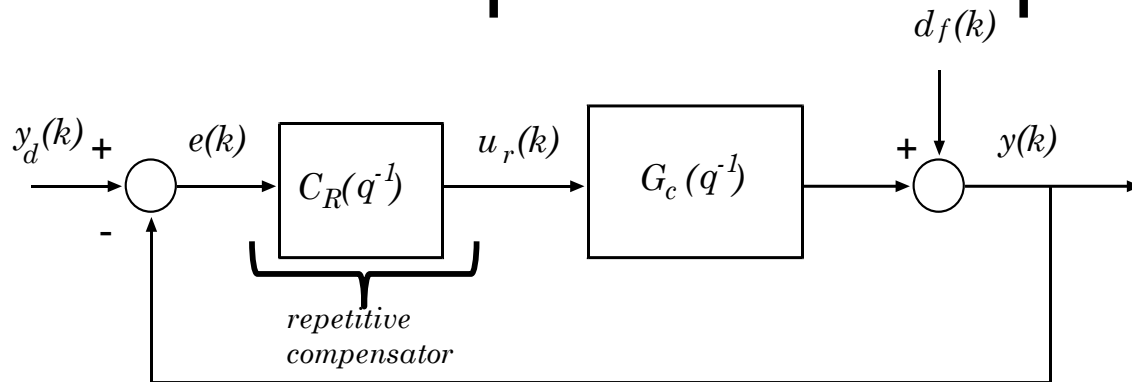 d_f(k)
y_d(k) + e(k) u_r(k) + y(k)
C_R(q^-1) G_c(q^-1)
-
repetitive
compensator